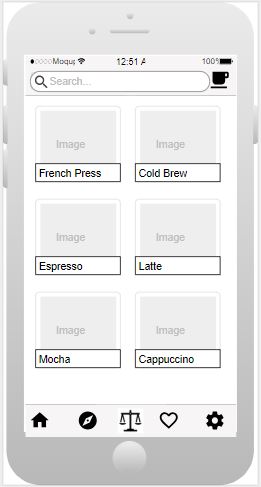 Moqup 12:51 A 100%
Search...
Image Image
French Press Cold Brew
Image Image
Espresso Latte
Image Image
Mocha Cappuccino